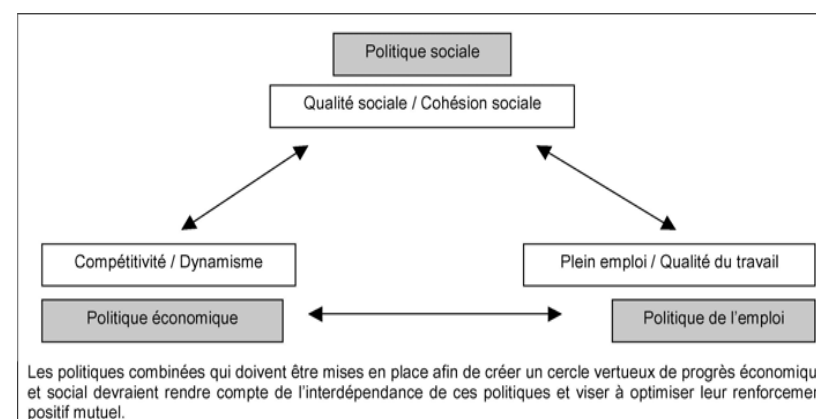 Politique sociale
Qualité sociale / Cohésion sociale
Compétitivité / Dynamisme
Plein emploi / Qualité du travail
Politique économique
Politique de l'emploi
Les politiques combinées qui doivent être mises en place afin de créer un cercle vertueux de progrès économiqu
et social devraient rendre compte de l'interdépendance de ces politiques et viser à optimiser leur renforcemer
positif mutuel.